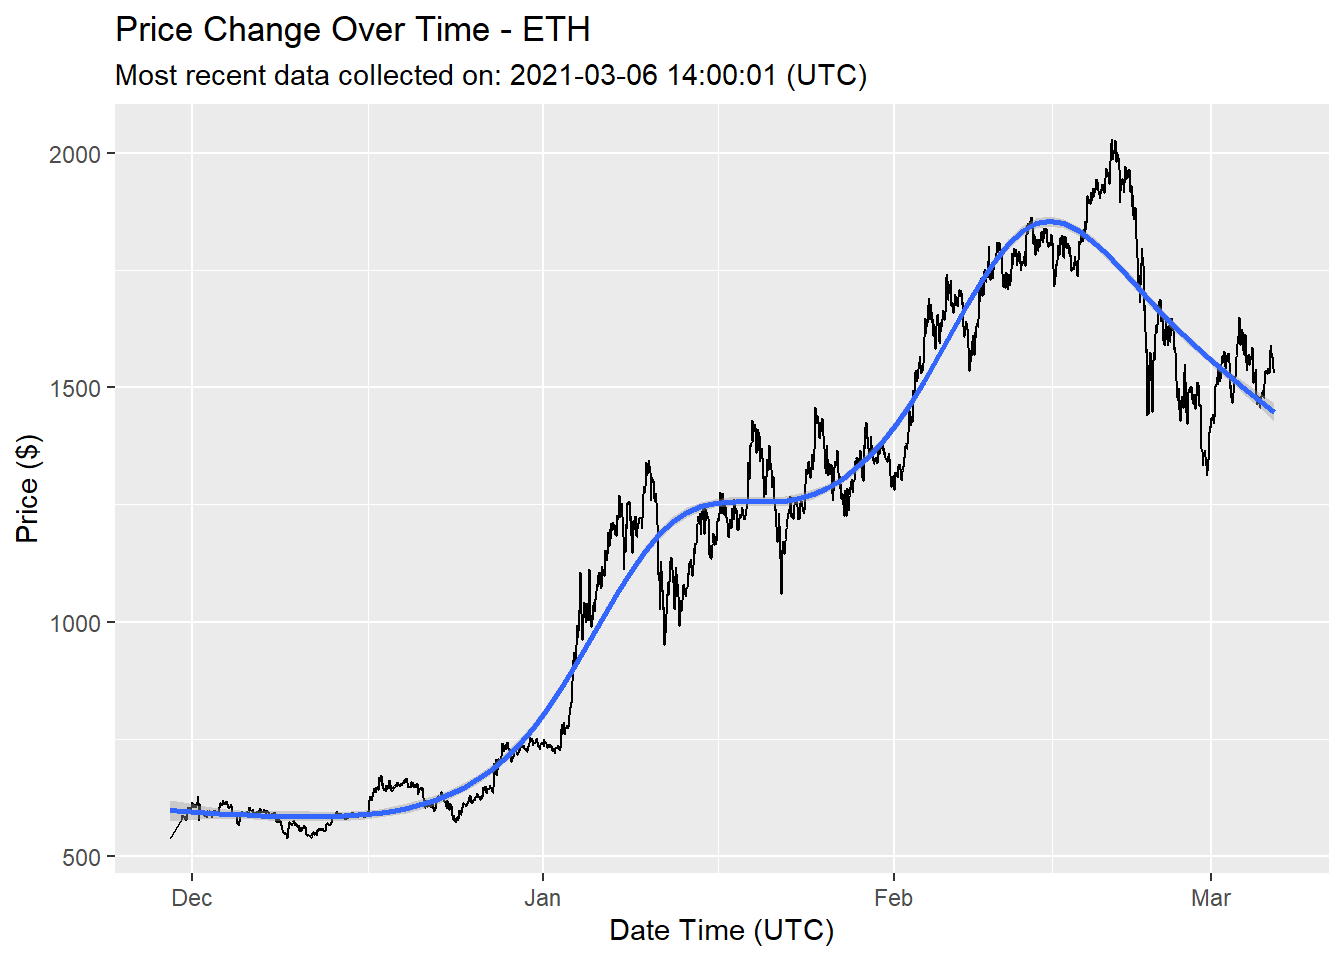 Price Change Over Time - ETH
Most recent data collected on: 2021-03-06 14:00:01 (UTC)
Price ($)
2000
1500
1000
500
Dec Jan Feb Mar
Date Time (UTC)